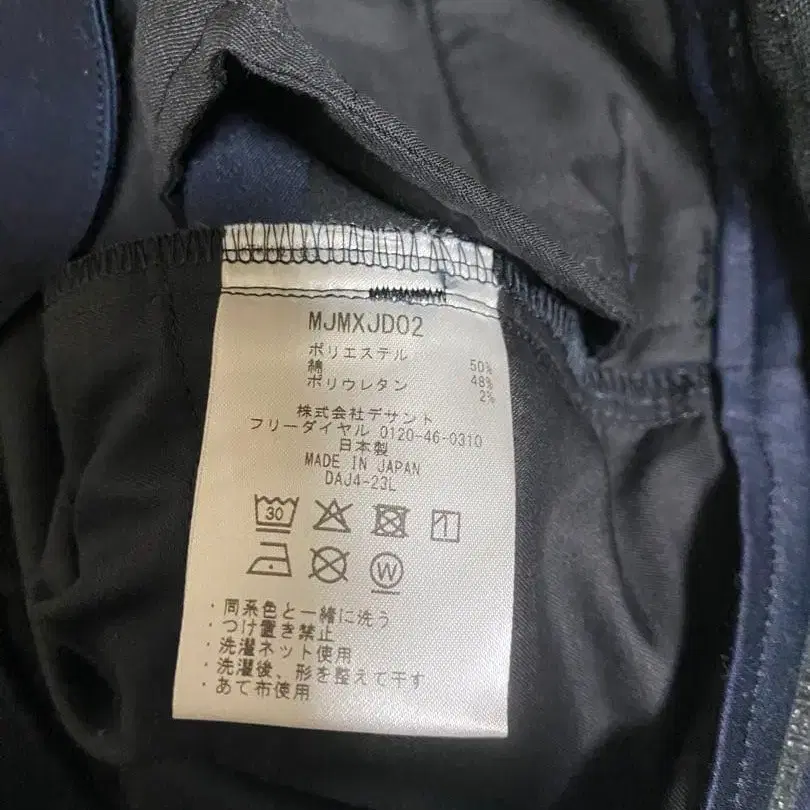 MJMXJD02
ポリエステル 50%
綿 48%
ポリウレタン 2%
株式会社デサント
フリーダイヤル 0120-46-0310
日本製
MADE IN JAPAN
DAJ4-23L
30
W
・同系色と一緒に洗う
・つけ置き禁止
・洗濯ネット使用
・洗濯後、形を整えて干す
・あて布使用